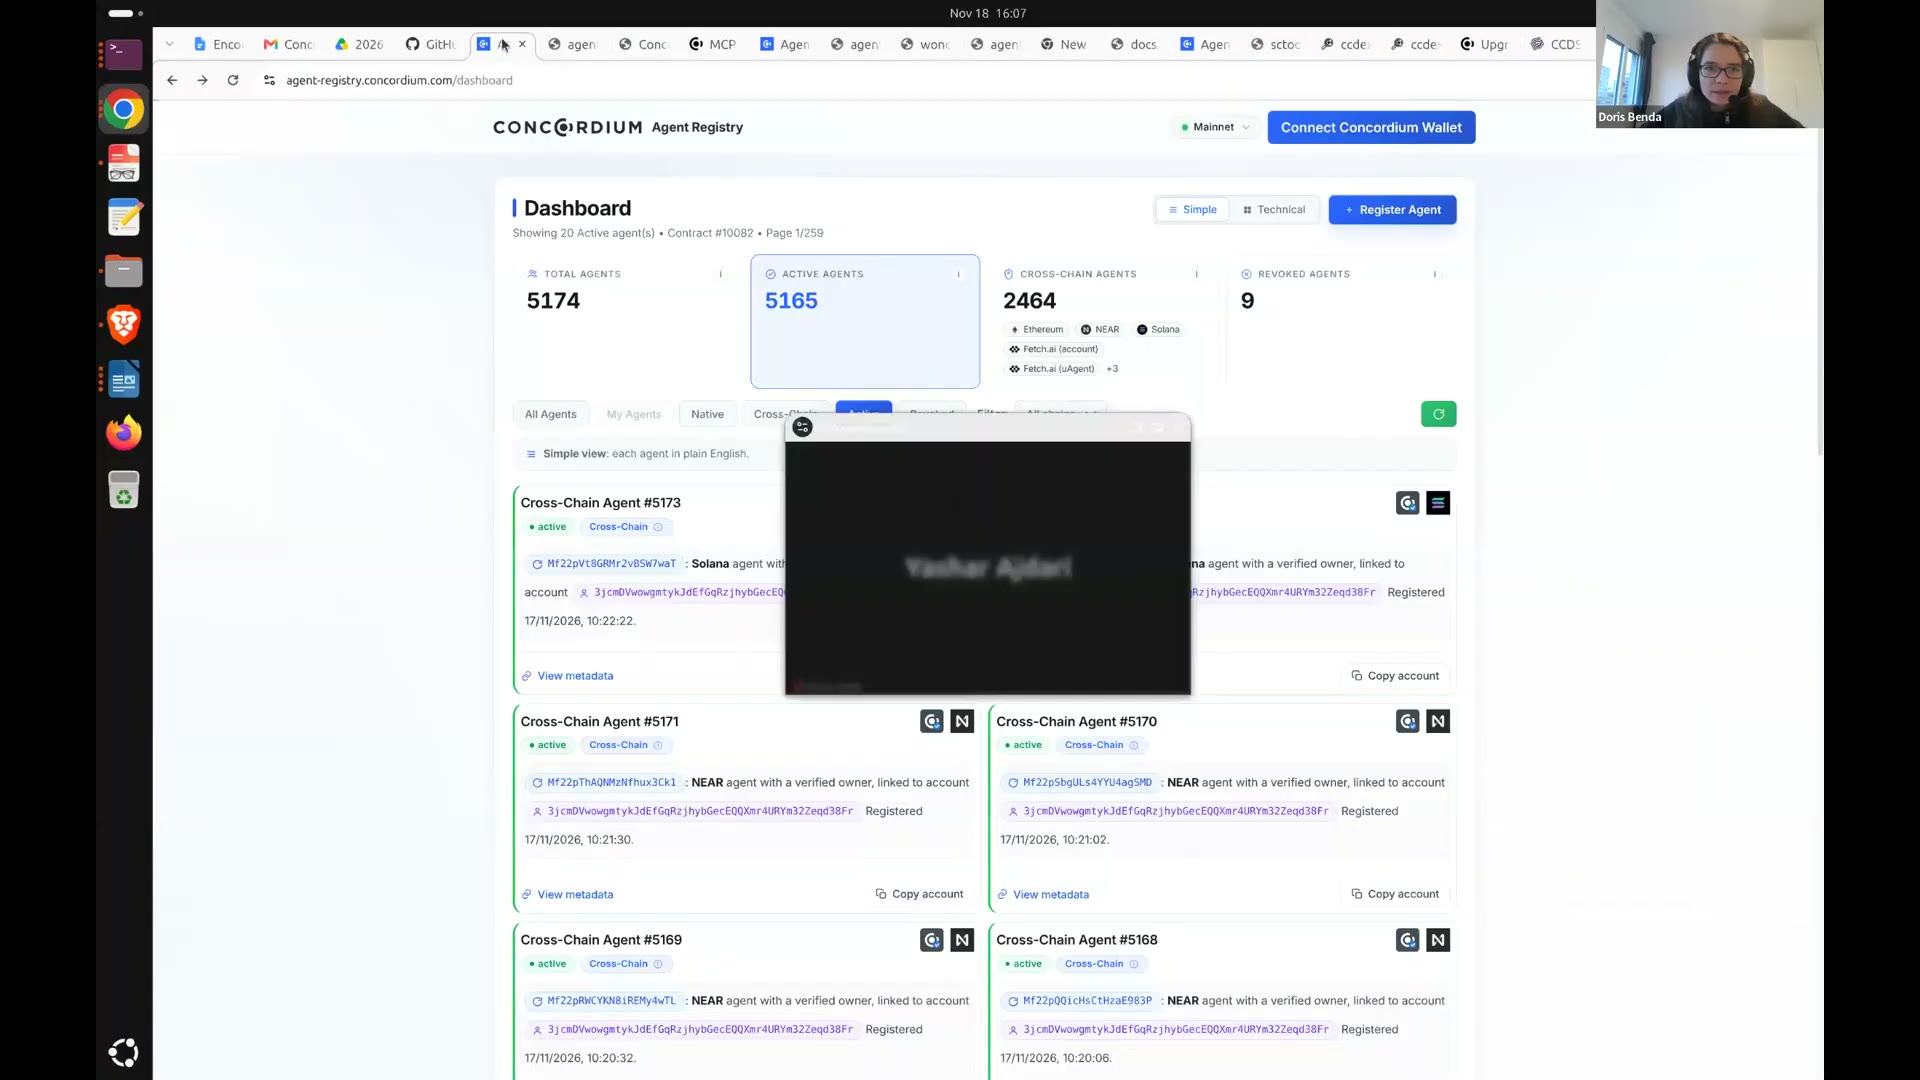 Nov 18 16:07
Enco
Conc
2026
GitHu
agen
Conc
MCP
Agen
agen
wonc
agen
New
docs.
Agen
sctoc
ccde
ccde
Upgr
CCDS
agent-registry.concordium.com/dashboard
Doris Benda
CONCORDIUM Agent Registry
Mainnet
Connect Concordium Wallet
Dashboard
Simple
Technical
+ Register Agent
Showing 20 Active agent(s) • Contract #10082 • Page 1/259
TOTAL AGENTS i
5174
ACTIVE AGENTS i
5165
CROSS-CHAIN AGENTS i
2464
Ethereum NEAR Solana
Fetch.ai (account)
Fetch.ai (uAgent) +3
REVOKED AGENTS i
9
All Agents
My Agents
Native
Simple view: each agent in plain English.
Yashar Ajdari
Cross-Chain Agent #5173
active Cross-Chain
Mf22pVt8GRMr2vBSW7waT : Solana agent with
account 3jcmDVwowgmtykJdEfGqRzjhybGecEQ
17/11/2026, 10:22:22.
View metadata
na agent with a verified owner, linked to
RzjhybGecEQQXmr4URYm32Zeqd38Fr Registered
Copy account
Cross-Chain Agent #5171
active Cross-Chain
Mf22pThAQNMzNfhux3Ck1 : NEAR agent with a verified owner, linked to account
3jcmDVwowgmtykJdEfGqRzjhybGecEQQXmr4URYm32Zeqd38Fr Registered
17/11/2026, 10:21:30.
View metadata Copy account
Cross-Chain Agent #5170
active Cross-Chain
Mf22pSbgULs4YYU4agSMD : NEAR agent with a verified owner, linked to account
3jcmDVwowgmtykJdEfGqRzjhybGecEQQXmr4URYm32Zeqd38Fr Registered
17/11/2026, 10:21:02.
View metadata Copy account
Cross-Chain Agent #5169
active Cross-Chain
Mf22pRWCYKN8iREMy4wTL : NEAR agent with a verified owner, linked to account
3jcmDVwowgmtykJdEfGqRzjhybGecEQQXmr4URYm32Zeqd38Fr Registered
17/11/2026, 10:20:32.
Cross-Chain Agent #5168
active Cross-Chain
Mf22pQQicHsCtHzaE983P : NEAR agent with a verified owner, linked to account
3jcmDVwowgmtykJdEfGqRzjhybGecEQQXmr4URYm32Zeqd38Fr Registered
17/11/2026, 10:20:06.